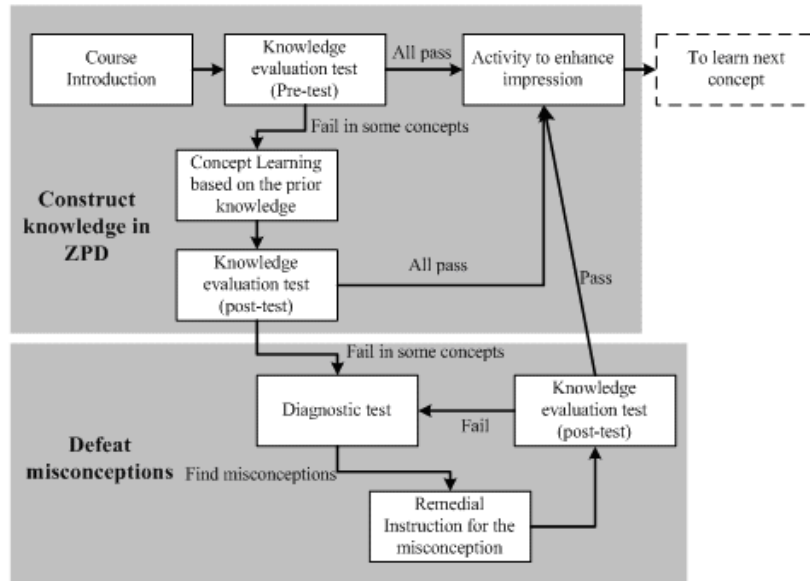 Course
Introduction
Knowledge
evaluation test
(Pre-test)
All pass
Activity to enhance
impression
To learn next
concept
Fail in some concepts
Concept Learning
based on the prior
knowledge
Construct
knowledge in
ZPD
Knowledge
evaluation test
(post-test)
All pass
Pass
Fail in some concepts
Diagnostic test
Fail
Knowledge
evaluation test
(post-test)
Defeat
misconceptions
Find misconceptions
Remedial
Instruction for the
misconception